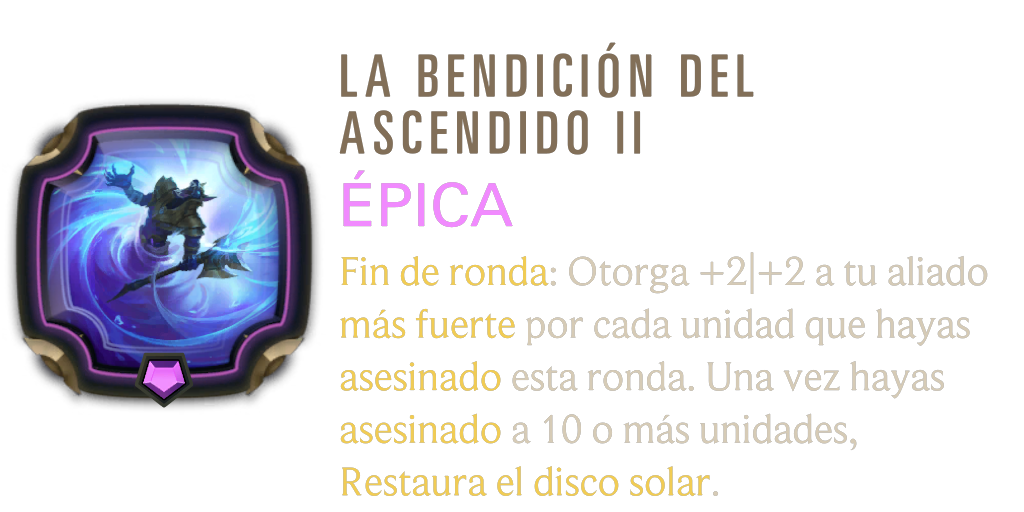 LA BENDICIÓN DEL
ASCENDIDO II
ÉPICA
Fin de ronda: Otorga +2|+2 a tu aliado
más fuerte por cada unidad que hayas
asesinado esta ronda. Una vez hayas
asesinado a 10 o más unidades,
Restaura el disco solar.